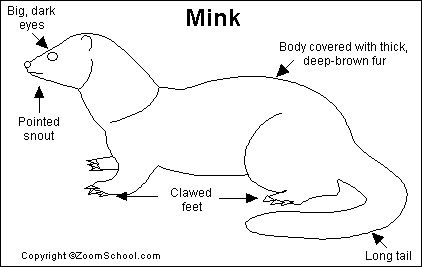 Mink
Big, dark
eyes
Body covered with thick,
deep-brown fur
Pointed
snout
Clawed
feet
Long tail
Copyright ©ZoomSchool.com